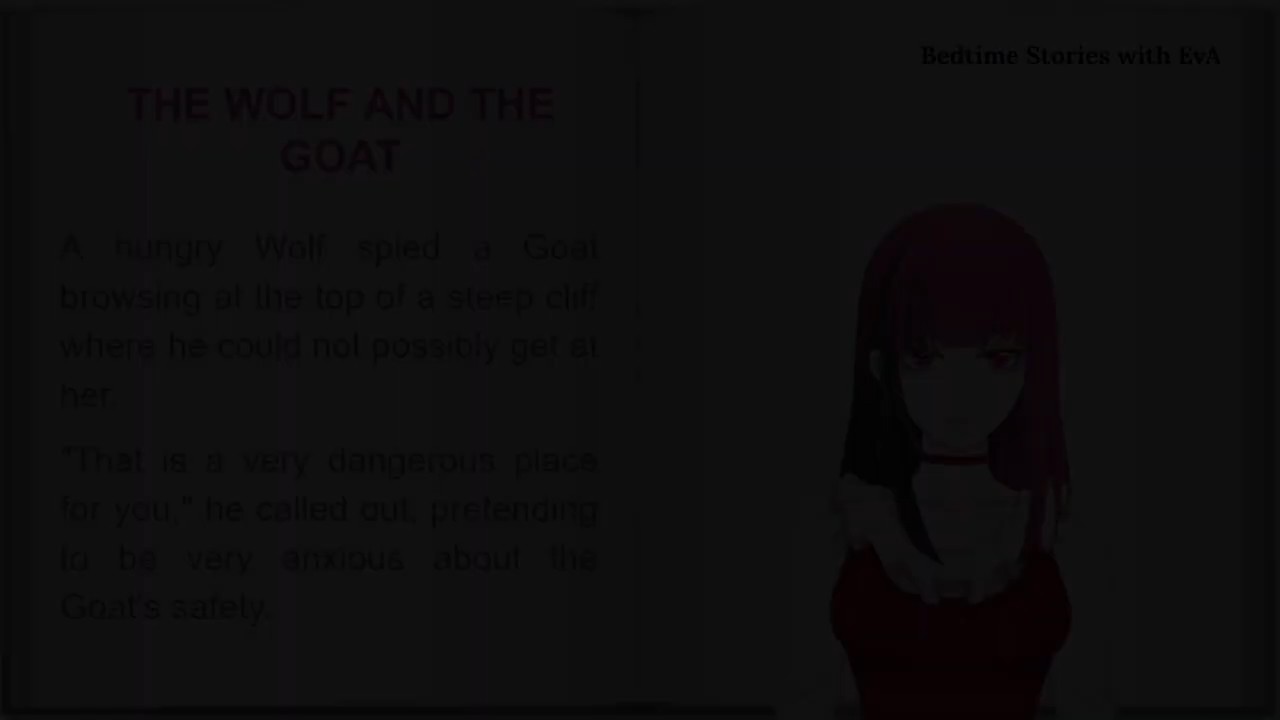 Bedtime Stories with EvA
THE WOLF AND THE
GOAT
A hungry Wolf spied a Goat
browsing at the top of a steep cliff
where he could not possibly get at
her.
"That is a very dangerous place
for you," he called out, pretending
to be very anxious about the
Goat's safety.